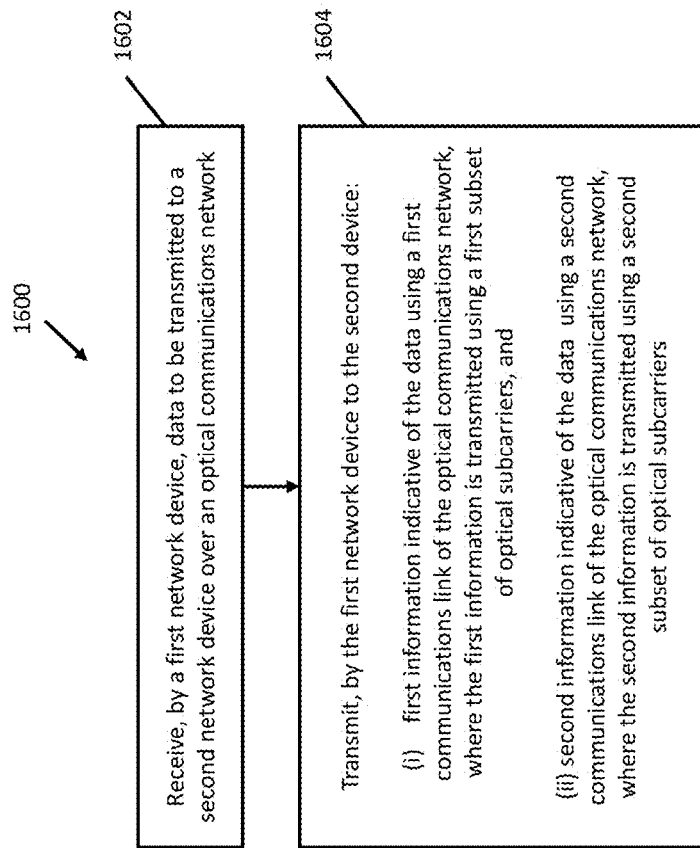 1600
1602
Receive, by a first network device, data to be transmitted to a
second network device over an optical communications network
1604
Transmit, by the first network device to the second device:
(i) first information indicative of the data using a first
communications link of the optical communications network,
where the first information is transmitted using a first subset
of optical subcarriers, and
(ii) second information indicative of the data using a second
communications link of the optical communications network,
where the second information is transmitted using a second
subset of optical subcarriers